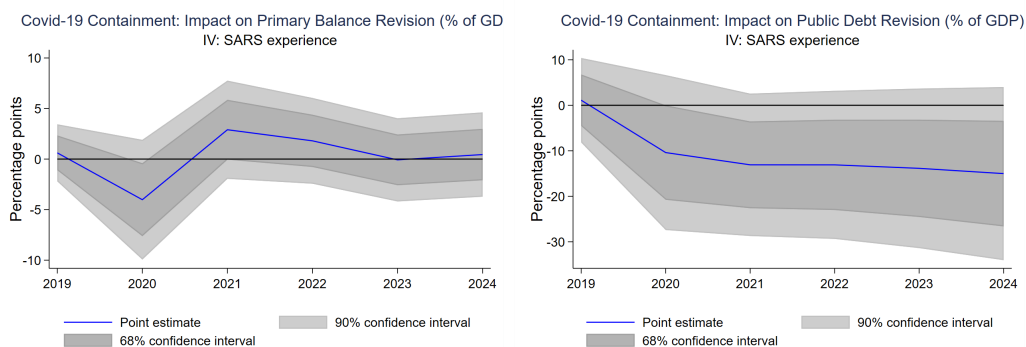 Covid-19 Containment: Impact on Primary Balance Revision (% of GD
IV: SARS experience
Percentage points
10
5
0
-5
-10
2019 2020 2021 2022 2023 2024
Point estimate
90% confidence interval
68% confidence interval
Covid-19 Containment: Impact on Public Debt Revision (% of GDP)
IV: SARS experience
Percentage points
10
0
-10
-20
-30
2019 2020 2021 2022 2023 2024
Point estimate
90% confidence interval
68% confidence interval